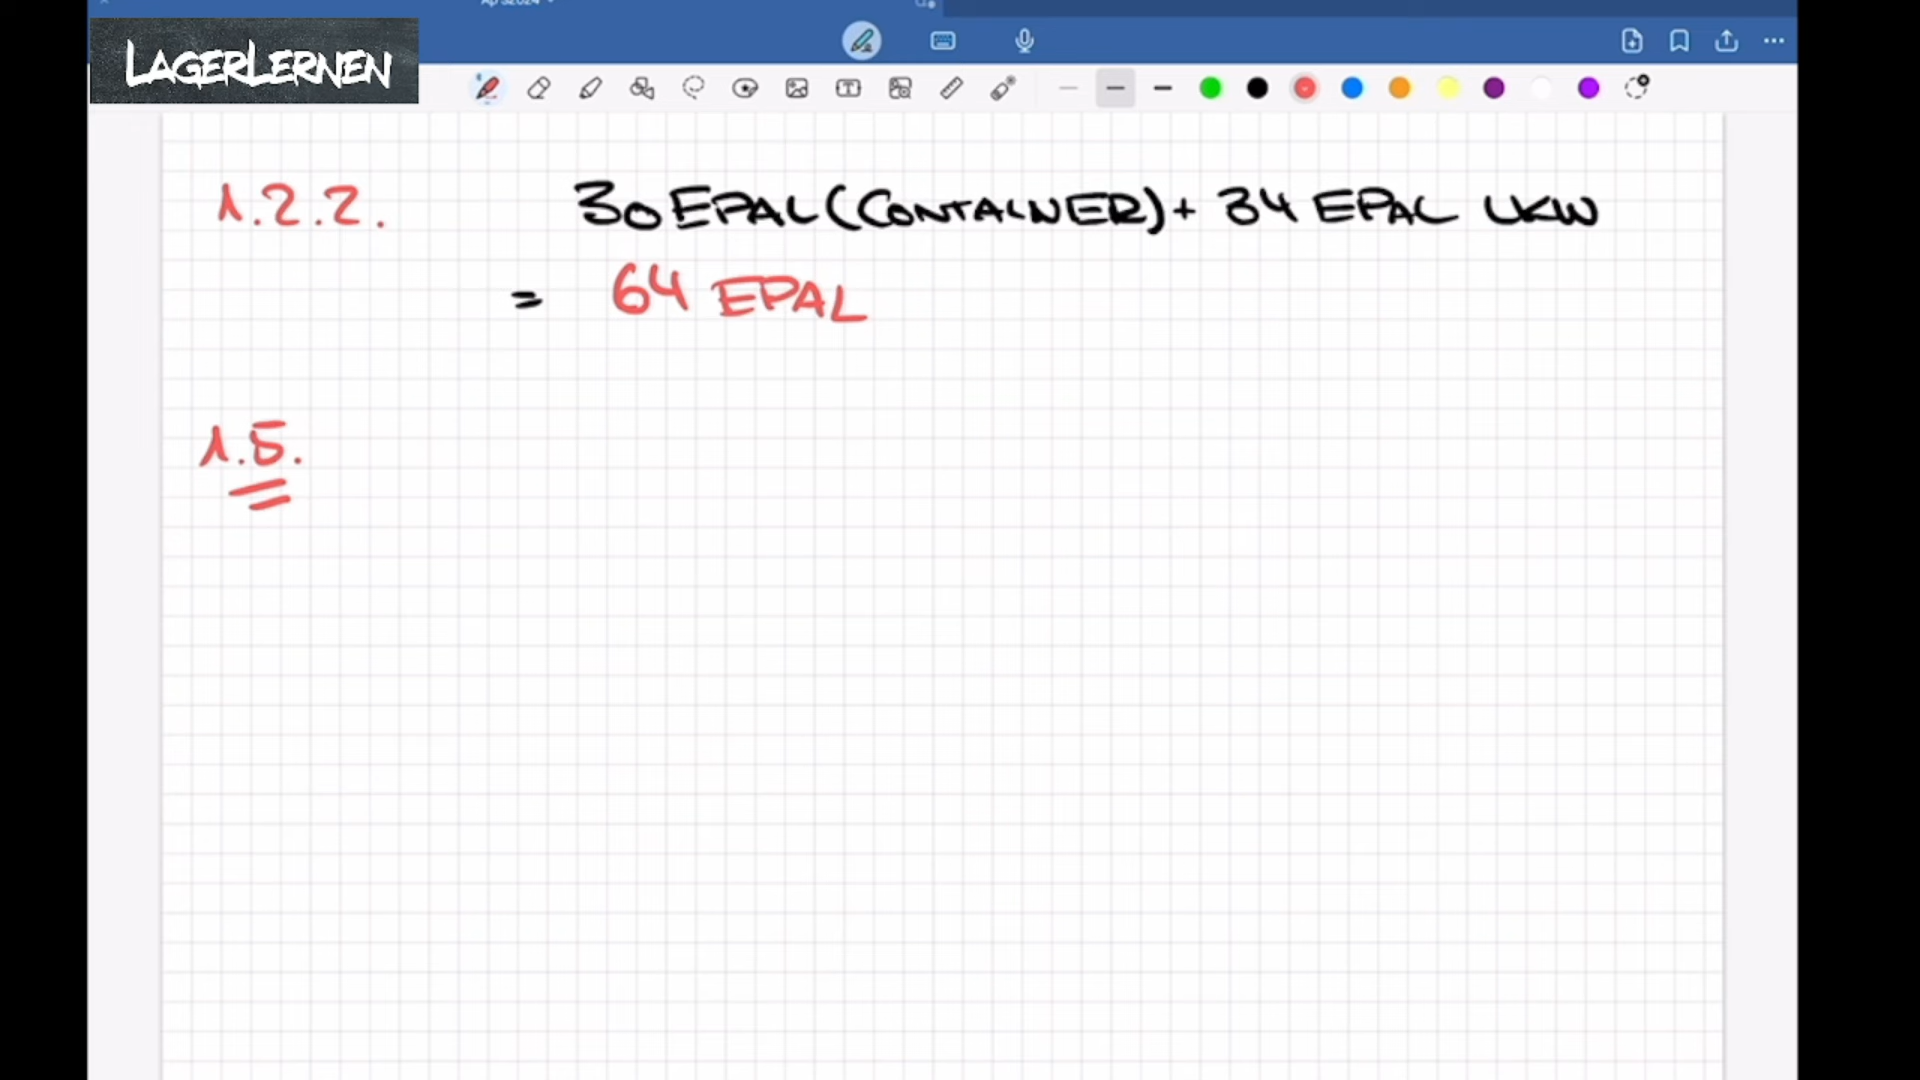 LAGERLERNEN
1.2.2. 30 EPAL (CONTAINER) + 34 EPAL LKW
= 64 EPAL
1.5.